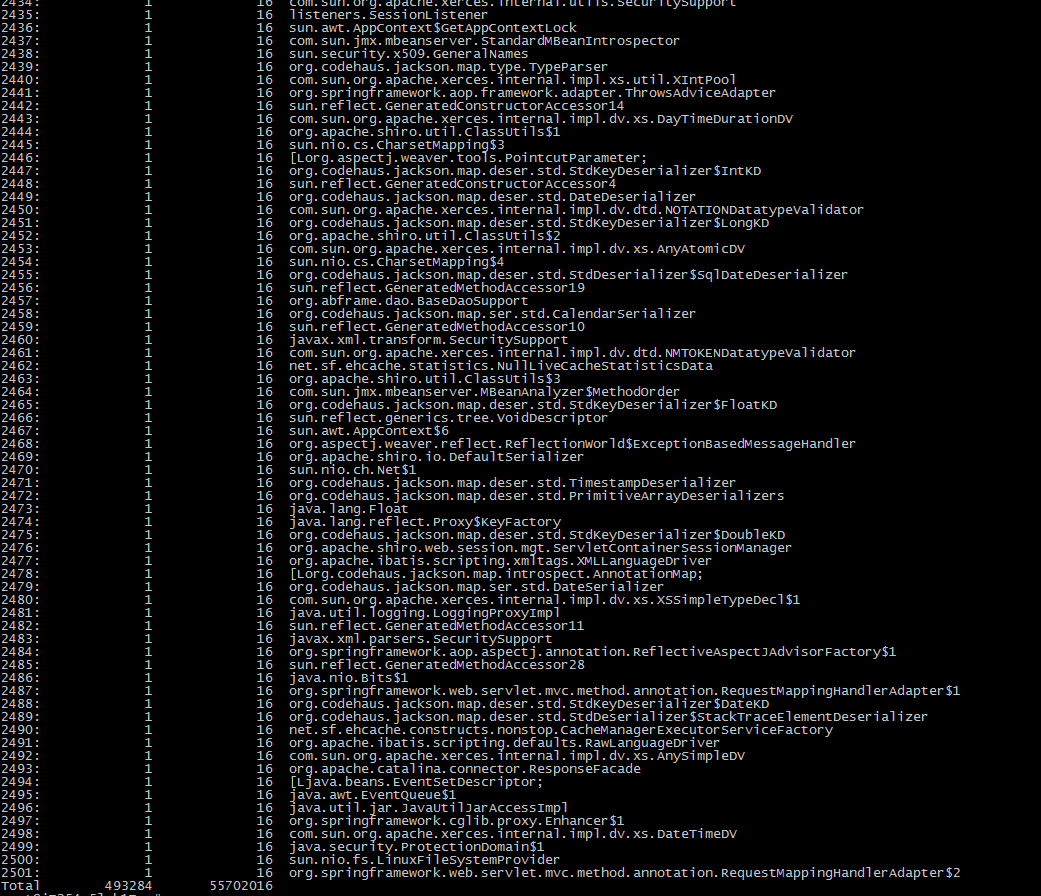 2434: 1 16 com.sun.org.apache.xerces.internal.utils.SecuritySupport
2435: 1 16 listeners.SessionListener
2436: 1 16 sun.awt.AppContext$GetAppContextLock
2437: 1 16 com.sun.jmx.mbeanserver.StandardMBeanIntrospector
2438: 1 16 sun.security.x509.GeneralNames
2439: 1 16 org.codehaus.jackson.map.type.TypeParser
2440: 1 16 com.sun.org.apache.xerces.internal.impl.xs.util.XIntPool
2441: 1 16 org.springframework.aop.framework.adapter.ThrowsAdviceAdapter
2442: 1 16 sun.reflect.GeneratedConstructorAccessor14
2443: 1 16 com.sun.org.apache.xerces.internal.impl.dv.xs.DayTimeDurationDV
2444: 1 16 org.apache.shiro.util.ClassUtils$1
2445: 1 16 sun.nio.cs.CharsetMapping$3
2446: 1 16 [Lorg.aspectj.weaver.tools.PointcutParameter;
2447: 1 16 org.codehaus.jackson.map.deser.std.StdKeyDeserializer$IntKD
2448: 1 16 sun.reflect.GeneratedConstructorAccessor4
2449: 1 16 org.codehaus.jackson.map.deser.std.DateDeserializer
2450: 1 16 com.sun.org.apache.xerces.internal.impl.dv.dtd.NOTATIONDatatypeValidator
2451: 1 16 org.codehaus.jackson.map.deser.std.StdKeyDeserializer$LongKD
2452: 1 16 org.apache.shiro.util.ClassUtils$2
2453: 1 16 com.sun.org.apache.xerces.internal.impl.dv.xs.AnyAtomicDV
2454: 1 16 sun.nio.cs.CharsetMapping$4
2455: 1 16 org.codehaus.jackson.map.deser.std.StdDeserializer$SqlDateDeserializer
2456: 1 16 sun.reflect.GeneratedMethodAccessor19
2457: 1 16 org.abframe.dao.BaseDaoSupport
2458: 1 16 org.codehaus.jackson.map.ser.std.CalendarSerializer
2459: 1 16 sun.reflect.GeneratedMethodAccessor10
2460: 1 16 javax.xml.transform.SecuritySupport
2461: 1 16 com.sun.org.apache.xerces.internal.impl.dv.dtd.NMTOKENDatatypeValidator
2462: 1 16 net.sf.ehcache.statistics.NullLiveCacheStatisticsData
2463: 1 16 org.apache.shiro.util.ClassUtils$3
2464: 1 16 com.sun.jmx.mbeanserver.MBeanAnalyzer$MethodOrder
2465: 1 16 org.codehaus.jackson.map.deser.std.StdKeyDeserializer$FloatKD
2466: 1 16 sun.reflect.generics.tree.VoidDescriptor
2467: 1 16 sun.awt.AppContext$6
2468: 1 16 org.aspectj.weaver.reflect.ReflectionWorld$ExceptionBasedMessageHandler
2469: 1 16 org.apache.shiro.io.DefaultSerializer
2470: 1 16 sun.nio.ch.Net$1
2471: 1 16 org.codehaus.jackson.map.deser.std.TimestampDeserializer
2472: 1 16 org.codehaus.jackson.map.deser.std.PrimitiveArrayDeserializers
2473: 1 16 java.lang.Float
2474: 1 16 java.lang.reflect.Proxy$KeyFactory
2475: 1 16 org.codehaus.jackson.map.deser.std.StdKeyDeserializer$DoubleKD
2476: 1 16 org.apache.shiro.web.session.mgt.ServletContainerSessionManager
2477: 1 16 org.apache.ibatis.scripting.xmltags.XMLLanguageDriver
2478: 1 16 [Lorg.codehaus.jackson.map.introspect.AnnotationMap;
2479: 1 16 org.codehaus.jackson.map.ser.std.DateSerializer
2480: 1 16 com.sun.org.apache.xerces.internal.impl.dv.xs.XSSimpleTypeDecl$1
2481: 1 16 java.util.logging.LoggingProxyImpl
2482: 1 16 sun.reflect.GeneratedMethodAccessor11
2483: 1 16 javax.xml.parsers.SecuritySupport
2484: 1 16 org.springframework.aop.aspectj.annotation.ReflectiveAspectJAdvisorFactory$1
2485: 1 16 sun.reflect.GeneratedMethodAccessor28
2486: 1 16 java.nio.Bits$1
2487: 1 16 org.springframework.web.servlet.mvc.method.annotation.RequestMappingHandlerAdapter$1
2488: 1 16 org.codehaus.jackson.map.deser.std.StdKeyDeserializer$DateKD
2489: 1 16 org.codehaus.jackson.map.deser.std.StdDeserializer$StackTraceElementDeserializer
2490: 1 16 net.sf.ehcache.constructs.nonstop.CacheManagerExecutorServiceFactory
2491: 1 16 org.apache.ibatis.scripting.defaults.RawLanguageDriver
2492: 1 16 com.sun.org.apache.xerces.internal.impl.dv.xs.AnySimpleDV
2493: 1 16 org.apache.catalina.connector.ResponseFacade
2494: 1 16 [Ljava.beans.EventSetDescriptor;
2495: 1 16 java.awt.EventQueue$1
2496: 1 16 java.util.jar.JavaUtilJarAccessImpl
2497: 1 16 org.springframework.cglib.proxy.Enhancer$1
2498: 1 16 com.sun.org.apache.xerces.internal.impl.dv.xs.DateTimeDV
2499: 1 16 java.security.ProtectionDomain$1
2500: 1 16 sun.nio.fs.LinuxFileSystemProvider
2501: 1 16 org.springframework.web.servlet.mvc.method.annotation.RequestMappingHandlerAdapter$2
Total 493284 55702016